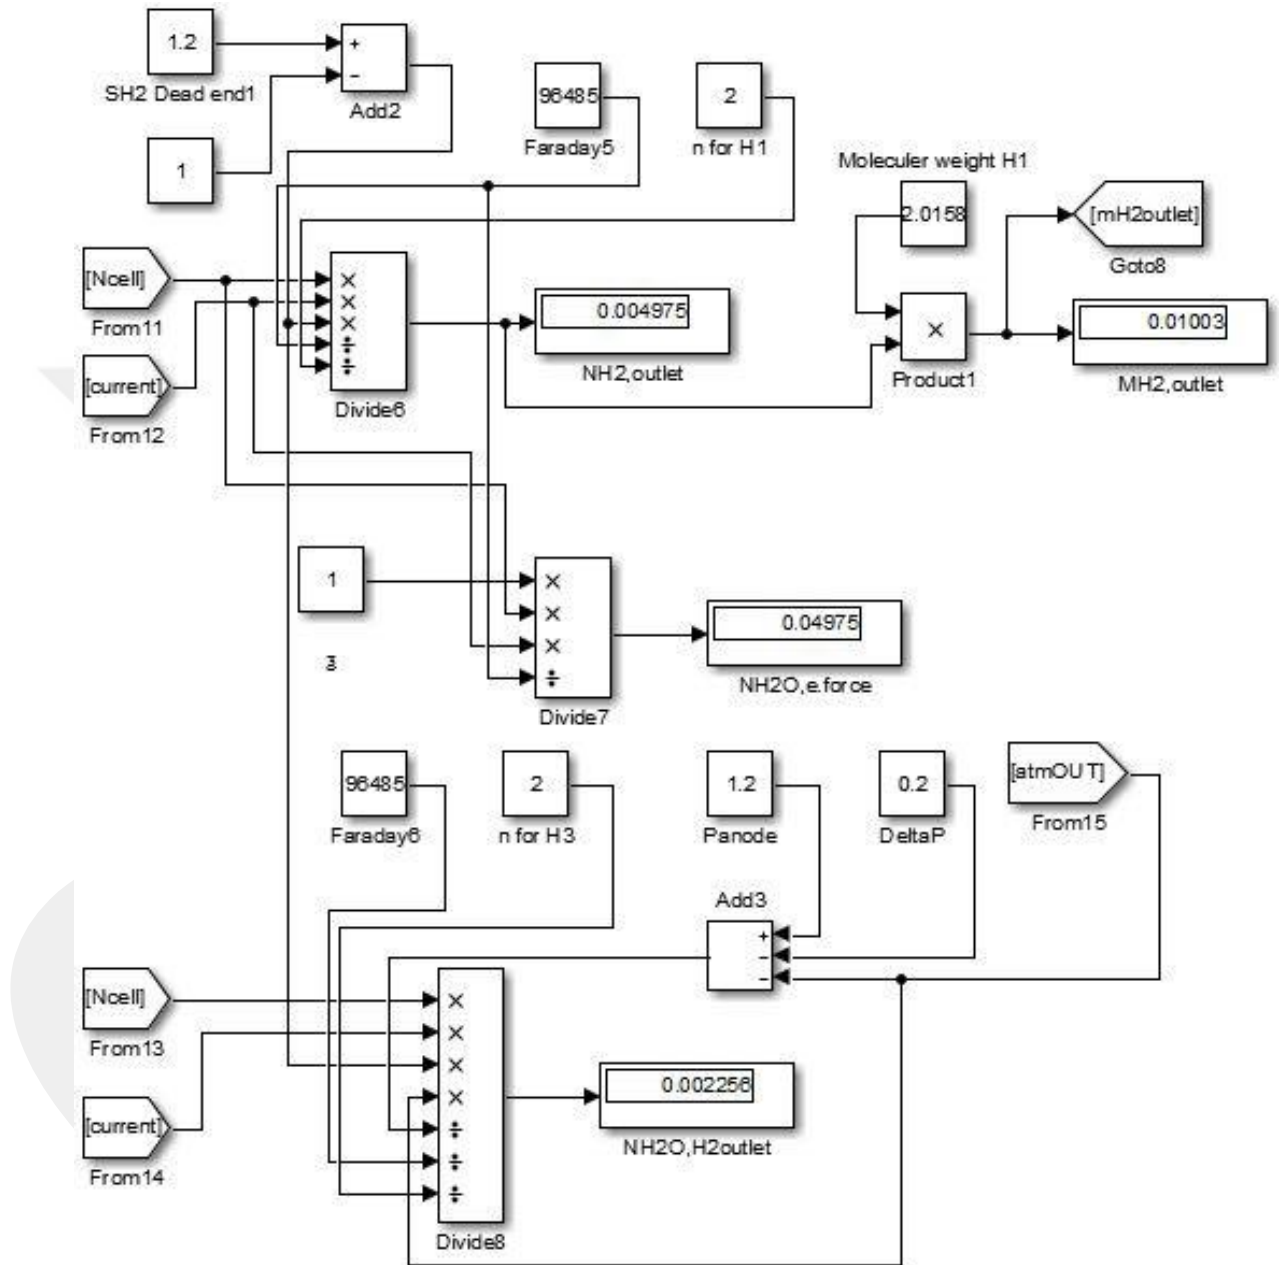 1.2
SH2 Dead end1
+
−
Add2
1
96485
Faraday5
2
n for H1
Moleculer weight H1
2.0158
[mH2outlet]
Goto8
[Ncell]
From11
[current]
From12
×
×
×
÷
÷
Divide6
0.004975
NH2,outlet
×
Product1
0.01003
MH2,outlet
1
×
×
×
÷
Divide7
0.04975
NH2O,e.force
96485
Faraday6
2
n for H3
1.2
Panode
0.2
DeltaP
[atmOUT]
From15
Add3
+
−
−
[Ncell]
From13
[current]
From14
×
×
×
×
÷
÷
÷
Divide8
0.002256
NH2O,H2outlet